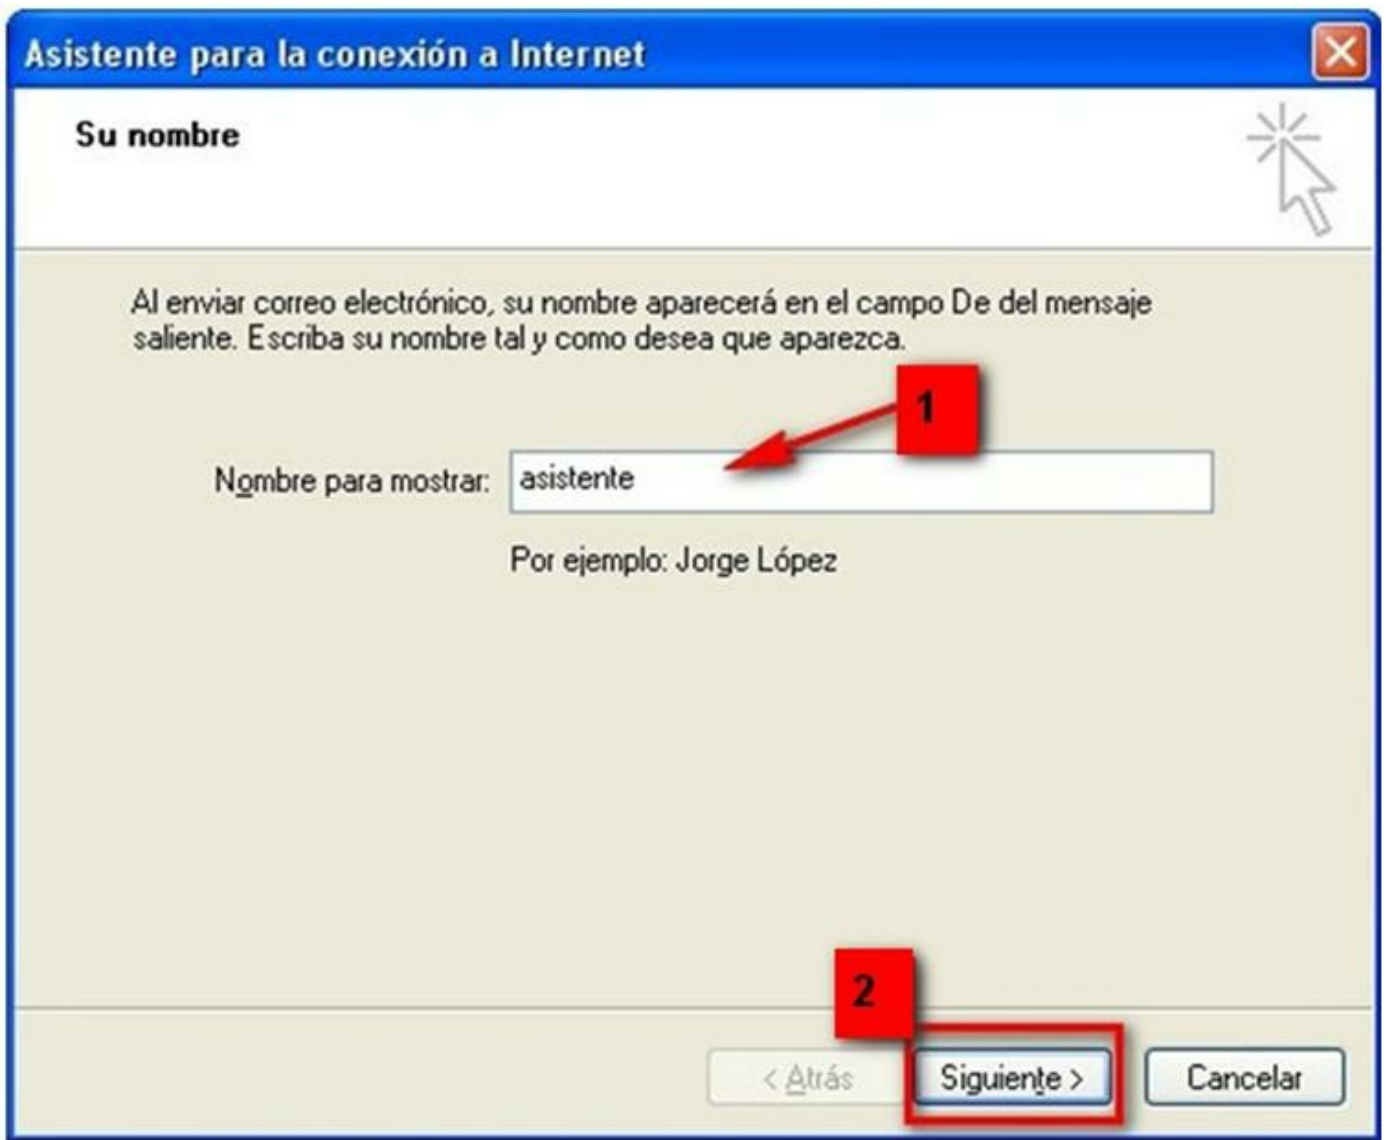 Asistente para la conexión a Internet
Su nombre
Al enviar correo electrónico, su nombre aparecerá en el campo De del mensaje
saliente. Escriba su nombre tal y como desea que aparezca.
1
Nombre para mostrar: asistente
Por ejemplo: Jorge López
2
< Atrás Siguiente > Cancelar